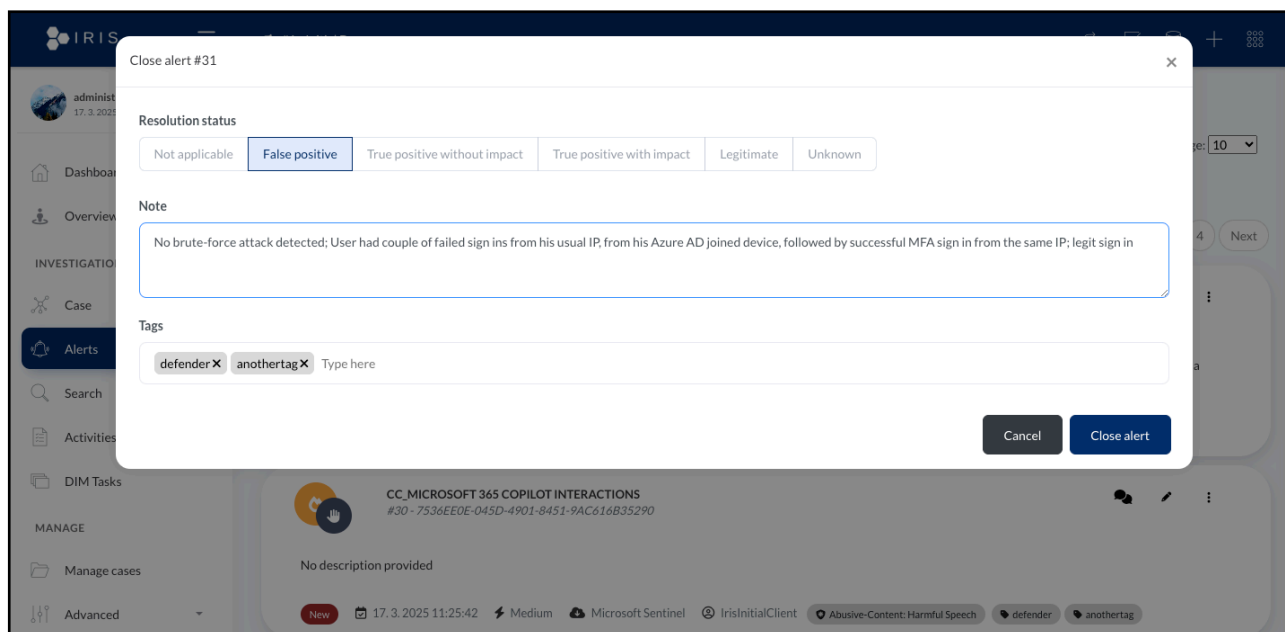 IRIS
Close alert #31
×
administ
17. 3. 2025
Resolution status
Not applicable False positive True positive without impact True positive with impact Legitimate Unknown
10
Dashboar
Note
Overview
No brute-force attack detected; User had couple of failed sign ins from his usual IP, from his Azure AD joined device, followed by successful MFA sign in from the same IP; legit sign in
4 Next
INVESTIGATIO
Case
Tags
Alerts
defender× anothertag× Type here
a
Search
Activities
Cancel Close alert
DIM Tasks
CC_MICROSOFT 365 COPILOT INTERACTIONS
#30 - 7536EE0E-045D-4901-8451-9AC616B35290
MANAGE
Manage cases
No description provided
Advanced
New 17. 3. 2025 11:25:42 Medium Microsoft Sentinel IrisInitialClient Abusive-Content: Harmful Speech defender anothertag